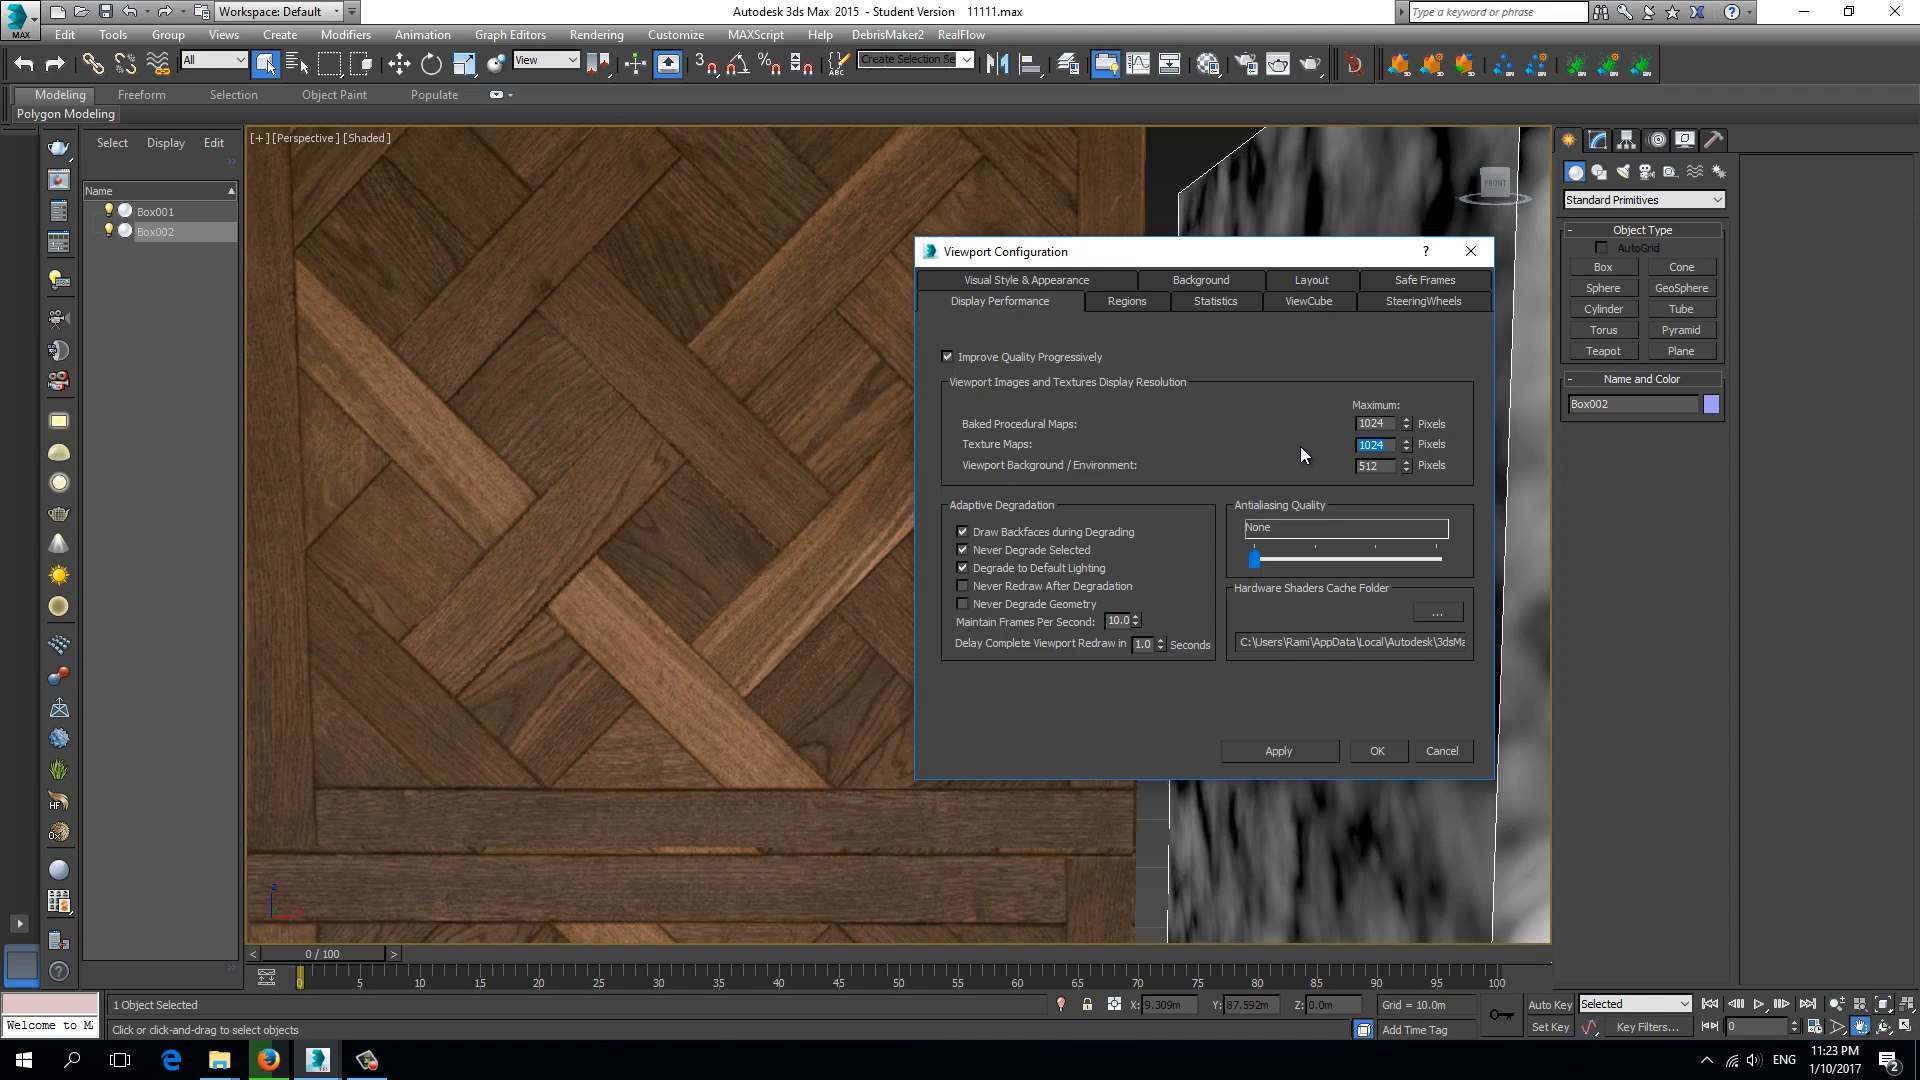 Workspace: Default
Autodesk 3ds Max 2015 - Student Version 11111.max
Type a keyword or phrase
MAX
Edit Tools Group Views Create Modifiers Animation Graph Editors Rendering Customize MAXScript Help DebrisMaker2 RealFlow
All
View
Create Selection Se
Modeling Freeform Selection Object Paint Populate
Polygon Modeling
Select Display Edit
Name
Box001
Box002
[+] [Perspective ] [Shaded ]
FRONT
Viewport Configuration
Visual Style & Appearance Background Layout Safe Frames
Display Performance Regions Statistics ViewCube SteeringWheels
Improve Quality Progressively
Viewport Images and Textures Display Resolution
Maximum:
Baked Procedural Maps: 1024 Pixels
Texture Maps: 1024 Pixels
Viewport Background / Environment: 512 Pixels
Adaptive Degradation
Draw Backfaces during Degrading
Never Degrade Selected
Degrade to Default Lighting
Never Redraw After Degradation
Never Degrade Geometry
Maintain Frames Per Second: 10.0
Delay Complete Viewport Redraw in 1.0 Seconds
Antialiasing Quality
None
Hardware Shaders Cache Folder
...
C:\Users\Rami\AppData\Local\Autodesk\3dsMa
Apply OK Cancel
Standard Primitives
Object Type
AutoGrid
Box Cone
Sphere GeoSphere
Cylinder Tube
Torus Pyramid
Teapot Plane
Name and Color
Box002
HF
0 / 100
0 5 10 15 20 25 30 35 40 45 50 55 60 65 70 75 80 85 90 95 100
1 Object Selected
X: 9.309m Y: 87.592m Z: 0.0m Grid = 10.0m
Auto Key Selected
Welcome to M
Click or click-and-drag to select objects
Add Time Tag
Set Key Key Filters... 0
ENG
11:23 PM
1/10/2017
2